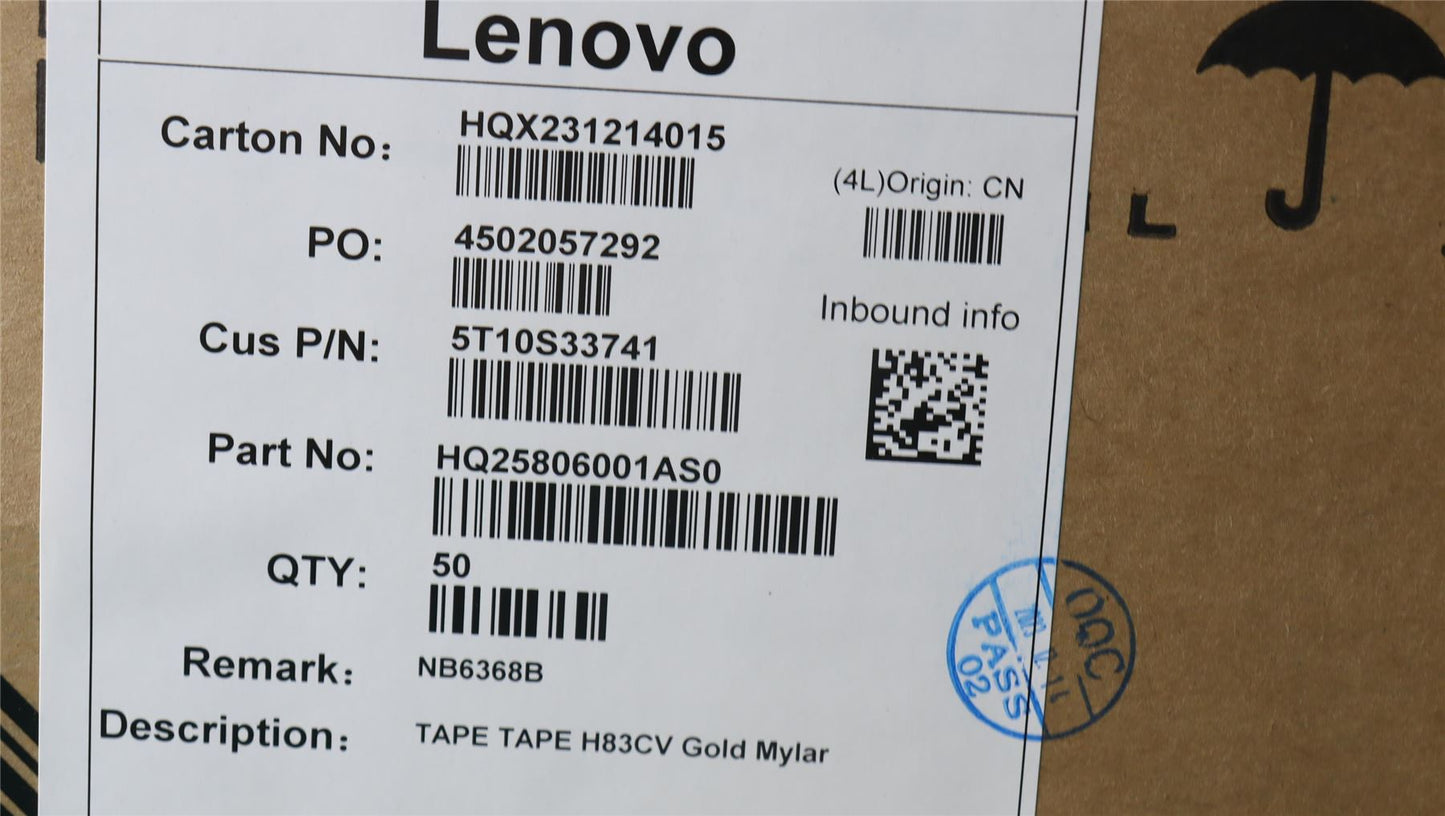 Lenovo
Carton No: HQX231214015
(4L)Origin: CN
PO: 4502057292
Inbound info
Cus P/N: 5T10S33741
Part No: HQ25806001AS0
QTY: 50
Remark: NB6368B
Description: TAPE TAPE H83CV Gold Mylar
L
OQC
PASS
02